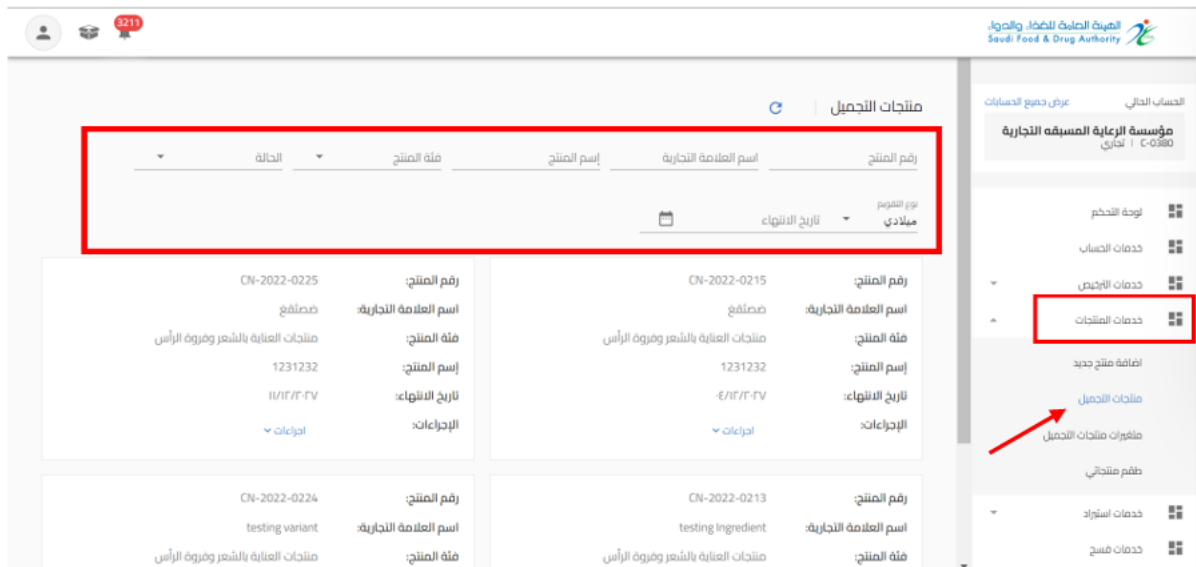 3211
الهيئة العامة للغذاء والدواء
Saudi Food & Drug Authority
الحساب الحالي
عرض جميع الحسابات
مؤسسة الرعاية المسبقه التجارية
C-0380 | تجاري
لوحة التحكم
خدمات الحساب
خدمات الترخيص
خدمات المنتجات
اضافة منتج جديد
منتجات التجميل
متغيرات منتجات التجميل
طقم منتجاتي
خدمات استيراد
خدمات فسح
منتجات التجميل
رقم المنتج
اسم العلامة التجارية
إسم المنتج
فئة المنتج
الحالة
نوع التقويم
ميلادي
تاريخ الانتهاء
رقم المنتج: CN-2022-0215
اسم العلامة التجارية: ضصثقغ
فئة المنتج: منتجات العناية بالشعر وفروة الرأس
إسم المنتج: 1231232
تاريخ الانتهاء: ٠٤/١٢/٢٠٢٧
الإجراءات: اجراءات
رقم المنتج: CN-2022-0225
اسم العلامة التجارية: ضصثقغ
فئة المنتج: منتجات العناية بالشعر وفروة الرأس
إسم المنتج: 1231232
تاريخ الانتهاء: ١١/١٢/٢٠٢٧
الإجراءات: اجراءات
رقم المنتج: CN-2022-0213
اسم العلامة التجارية: testing Ingredient
فئة المنتج: منتجات العناية بالشعر وفروة الرأس
رقم المنتج: CN-2022-0224
اسم العلامة التجارية: testing variant
فئة المنتج: منتجات العناية بالشعر وفروة الرأس